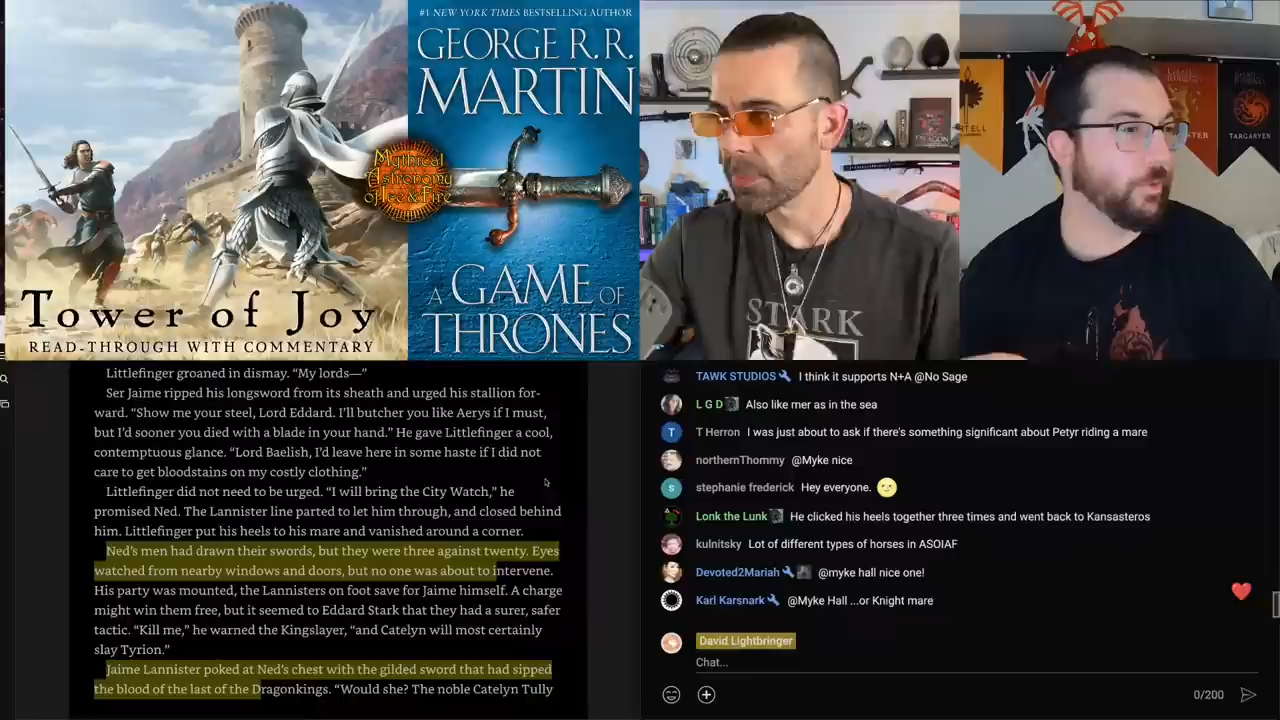 Tower of Joy
READ-THROUGH WITH COMMENTARY
Mythical
Astronomy
of Ice & Fire
#1 NEW YORK TIMES BESTSELLING AUTHOR
GEORGE R.R.
MARTIN
A GAME OF
THRONES
STARK
DRAGON
TARGARYEN
Littlefinger groaned in dismay. “My lords—”
Ser Jaime ripped his longsword from its sheath and urged his stallion for-
ward. “Show me your steel, Lord Eddard. I’ll butcher you like Aerys if I must,
but I’d sooner you died with a blade in your hand.” He gave Littlefinger a cool,
contemptuous glance. “Lord Baelish, I’d leave here in some haste if I did not
care to get bloodstains on my costly clothing.”
Littlefinger did not need to be urged. “I will bring the City Watch,” he
promised Ned. The Lannister line parted to let him through, and closed behind
him. Littlefinger put his heels to his mare and vanished around a corner.
Ned’s men had drawn their swords, but they were three against twenty. Eyes
watched from nearby windows and doors, but no one was about to intervene.
His party was mounted, the Lannisters on foot save for Jaime himself. A charge
might win them free, but it seemed to Eddard Stark that they had a surer, safer
tactic. “Kill me,” he warned the Kingslayer, “and Catelyn will most certainly
slay Tyrion.”
Jaime Lannister poked at Ned’s chest with the gilded sword that had sipped
the blood of the last of the Dragonkings. “Would she? The noble Catelyn Tully
TAWK STUDIOS I think it supports N+A @No Sage
L G D Also like mer as in the sea
T T Herron I was just about to ask if there's something significant about Petyr riding a mare
northernThommy @Myke nice
s stephanie frederick Hey everyone.
Lonk the Lunk He clicked his heels together three times and went back to Kansasteros
kulnitsky Lot of different types of horses in ASOIAF
Devoted2Mariah @myke hall nice one!
Karl Karsnark @Myke Hall ...or Knight mare
David Lightbringer
Chat...
0/200